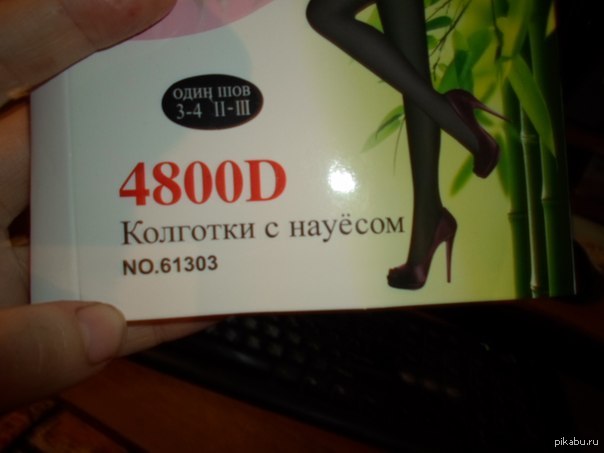 ОДИН ШОВ
3-4 II-III
4800D
Колготки с науёсом
NO.61303
pikabu.ru